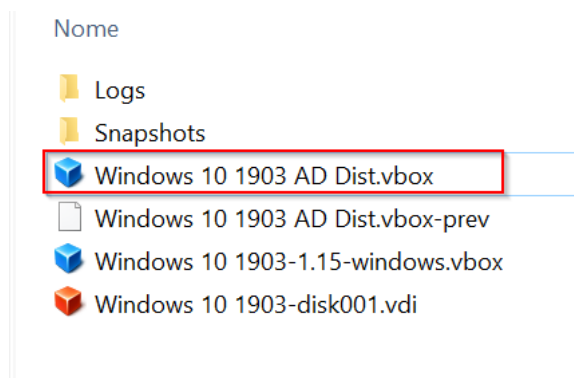 Nome
Logs
Snapshots
Windows 10 1903 AD Dist.vbox
Windows 10 1903 AD Dist.vbox-prev
Windows 10 1903-1.15-windows.vbox
Windows 10 1903-disk001.vdi